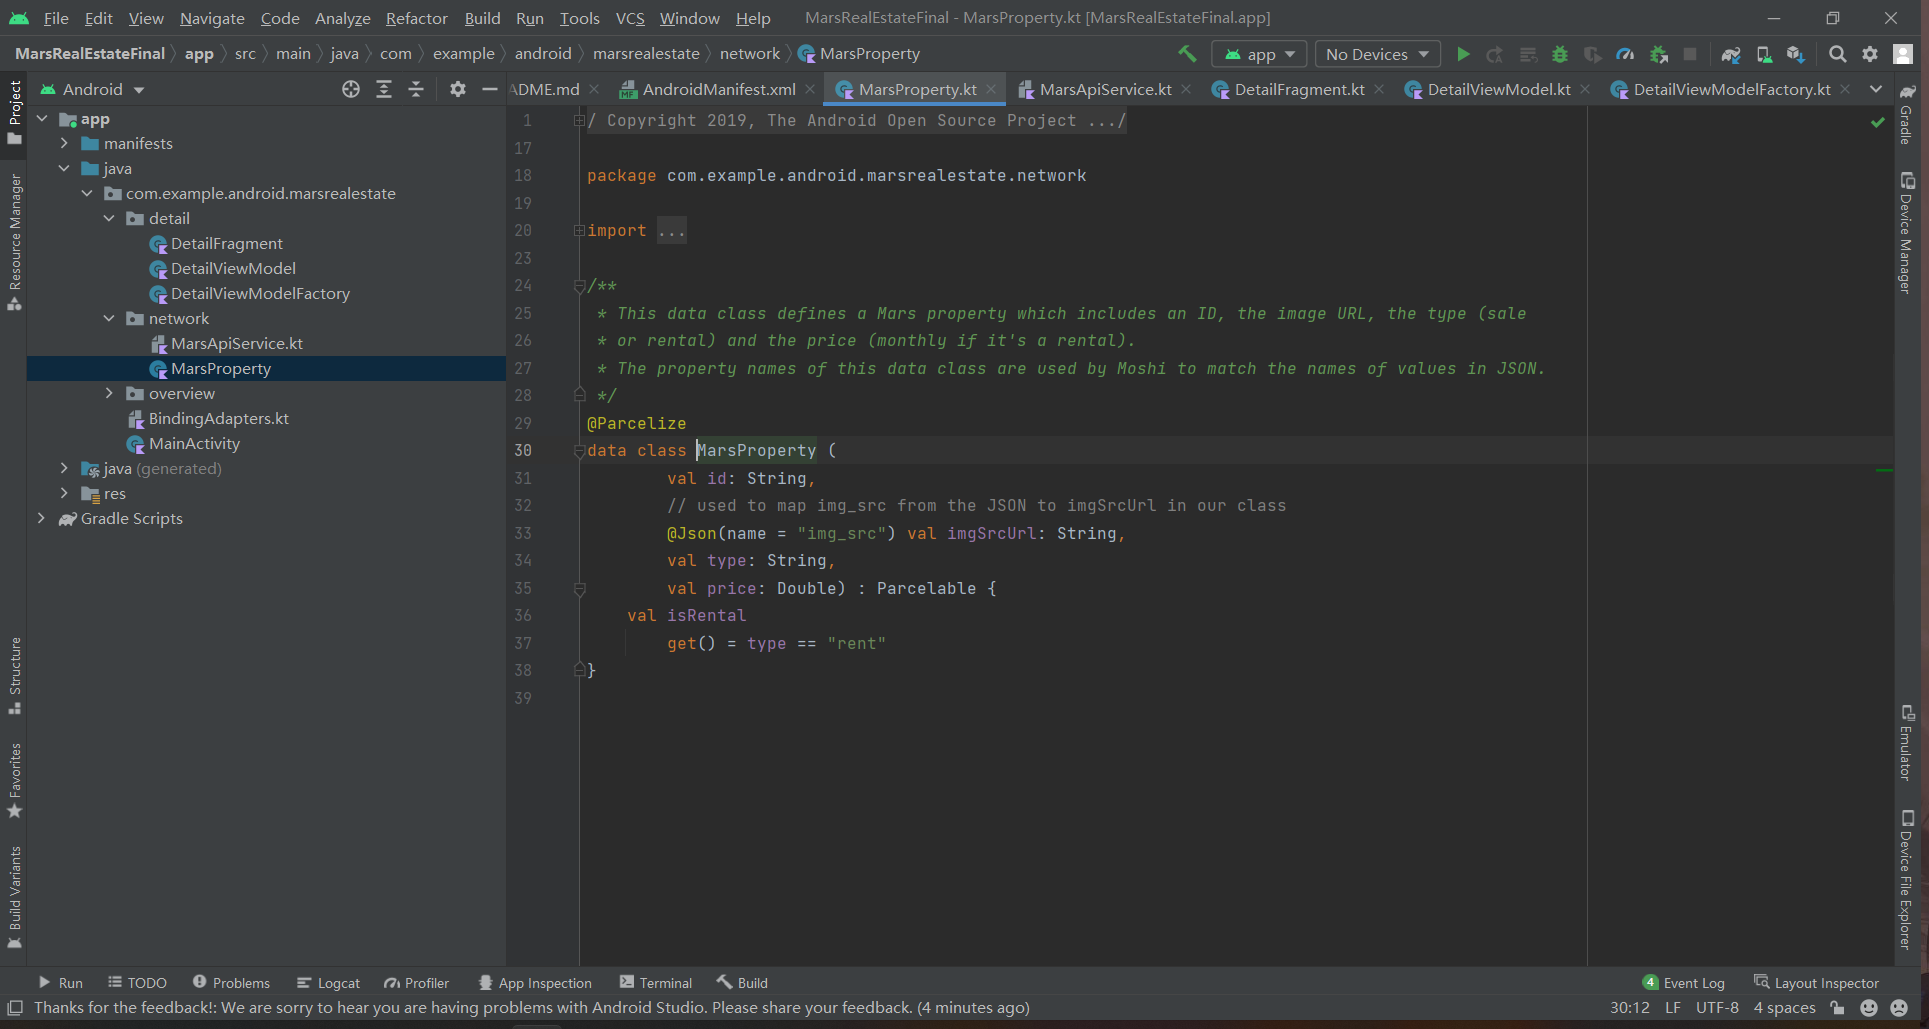 File Edit View Navigate Code Analyze Refactor Build Run Tools VCS Window Help MarsRealEstateFinal - MarsProperty.kt [MarsRealEstateFinal.app]
MarsRealEstateFinal app src main java com example android marsrealestate network MarsProperty app No Devices
Project
Resource Manager
Structure
Favorites
Build Variants
Android
app
manifests
java
com.example.android.marsrealestate
detail
DetailFragment
DetailViewModel
DetailViewModelFactory
network
MarsApiService.kt
MarsProperty
overview
BindingAdapters.kt
MainActivity
java (generated)
res
Gradle Scripts
ADME.md AndroidManifest.xml MarsProperty.kt MarsApiService.kt DetailFragment.kt DetailViewModel.kt DetailViewModelFactory.kt
1 / Copyright 2019, The Android Open Source Project .../
17
18 package com.example.android.marsrealestate.network
19
20 import ...
23
24 /**
25 * This data class defines a Mars property which includes an ID, the image URL, the type (sale
26 * or rental) and the price (monthly if it's a rental).
27 * The property names of this data class are used by Moshi to match the names of values in JSON.
28 */
29 @Parcelize
30 data class MarsProperty (
31 val id: String,
32 // used to map img_src from the JSON to imgSrcUrl in our class
33 @Json(name = "img_src") val imgSrcUrl: String,
34 val type: String,
35 val price: Double) : Parcelable {
36 val isRental
37 get() = type == "rent"
38 }
39
Gradle
Device Manager
Emulator
Device File Explorer
Run TODO Problems Logcat Profiler App Inspection Terminal Build 4 Event Log Layout Inspector
Thanks for the feedback!: We are sorry to hear you are having problems with Android Studio. Please share your feedback. (4 minutes ago) 30:12 LF UTF-8 4 spaces